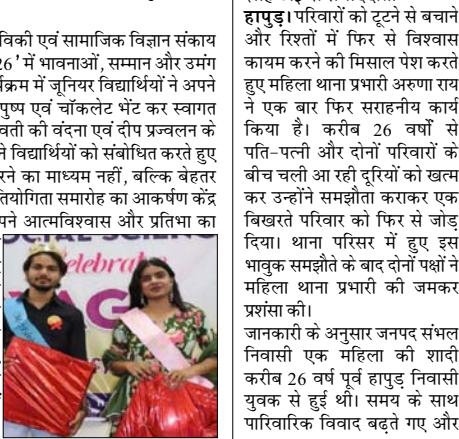 विकी एवं सामाजिक विज्ञान संकाय
26' में भावनाओं, सम्मान और उमंग
र्यक्रम में जूनियर विद्यार्थियों ने अपने
पुष्प एवं चॉकलेट भेंट कर स्वागत
वती की वंदना एवं दीप प्रज्वलन के
ने विद्यार्थियों को संबोधित करते हुए
रने का माध्यम नहीं, बल्कि बेहतर
तियोगिता समारोह का आकर्षण केंद्र
पने आत्मविश्वास और प्रतिभा का
SOCIAL SCIENC
Celebrat
हापुड़। परिवारों को टूटने से बचाने
और रिश्तों में फिर से विश्वास
कायम करने की मिसाल पेश करते
हुए महिला थाना प्रभारी अरुणा राय
ने एक बार फिर सराहनीय कार्य
किया है। करीब 26 वर्षों से
पति-पत्नी और दोनों परिवारों के
बीच चली आ रही दूरियों को खत्म
कर उन्होंने समझौता कराकर एक
बिखरते परिवार को फिर से जोड़
दिया। थाना परिसर में हुए इस
भावुक समझौते के बाद दोनों पक्षों ने
महिला थाना प्रभारी की जमकर
प्रशंसा की।
जानकारी के अनुसार जनपद संभल
निवासी एक महिला की शादी
करीब 26 वर्ष पूर्व हापुड़ निवासी
युवक से हुई थी। समय के साथ
पारिवारिक विवाद बढ़ते गए और